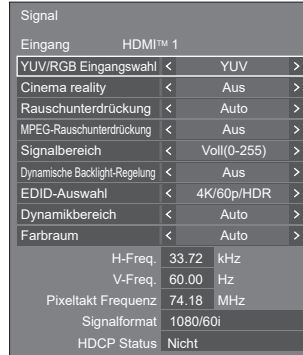 Signal
Eingang HDMI™ 1
YUV/RGB Eingangswahl < YUV >
Cinema reality < Aus >
Rauschunterdrückung < Auto >
MPEG-Rauschunterdrückung < Aus >
Signalbereich < Voll(0-255) >
Dynamische Backlight-Regelung < Aus >
EDID-Auswahl < 4K/60p/HDR >
Dynamikbereich < Auto >
Farbraum < Auto >
H-Freq. 33.72 kHz
V-Freq. 60.00 Hz
Pixeltakt Frequenz 74.18 MHz
Signalformat 1080/60i
HDCP Status Nicht